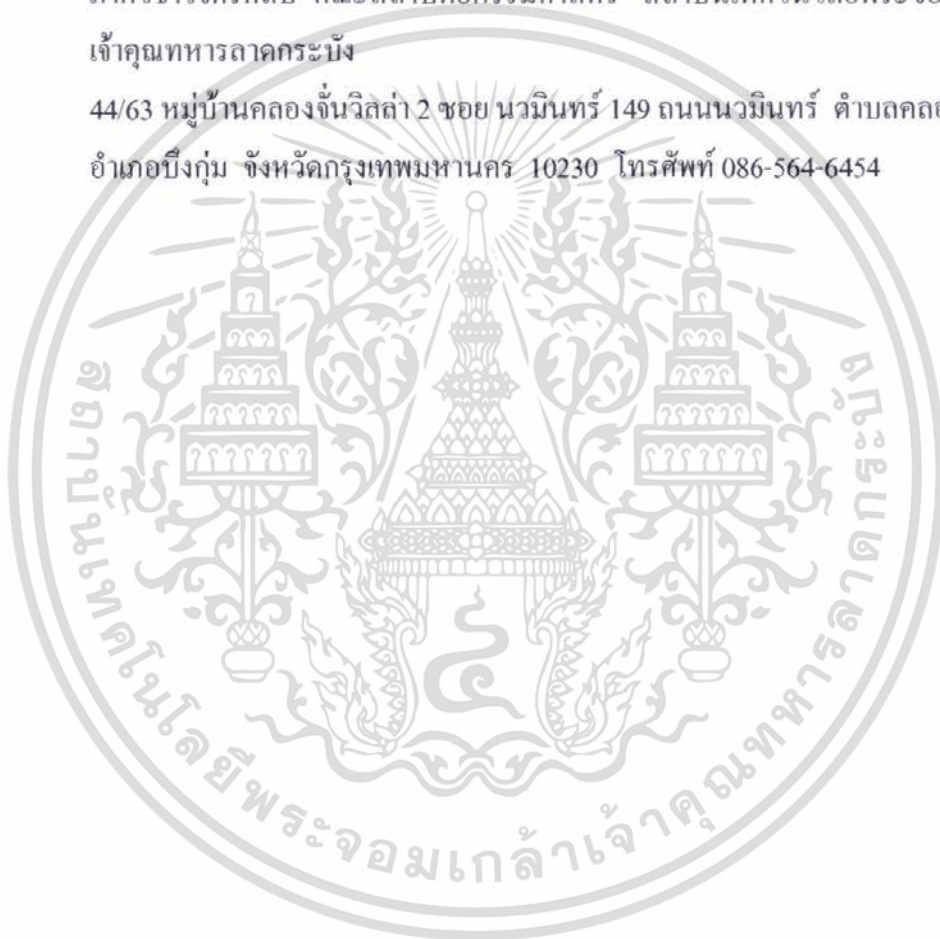 เจ้าคุณทหารลาดกระบัง
44/63 หมู่บ้านคลองจั่นวิลล่า 2 ซอย นวมินทร์ 149 ถนนนวมินทร์ ตำบลคลอ
อำเภอบึงกุ่ม จังหวัดกรุงเทพมหานคร 10230 โทรศัพท์ 086-564-6454
สถาบันเทคโนโลยีพระจอมเกล้าเจ้าคุณทหารลาดกระบัง
๔